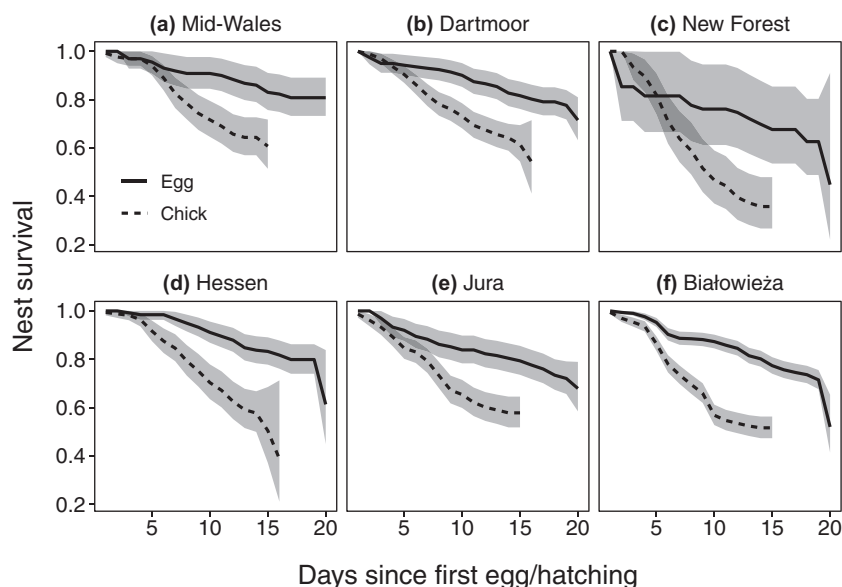 (a) Mid-Wales (b) Dartmoor (c) New Forest
1.0
0.8
0.6
0.4
0.2
Egg
Chick
Nest survival
(d) Hessen (e) Jura (f) Białowieża
1.0
0.8
0.6
0.4
0.2
5 10 15 20 5 10 15 20 5 10 15 20
Days since first egg/hatching